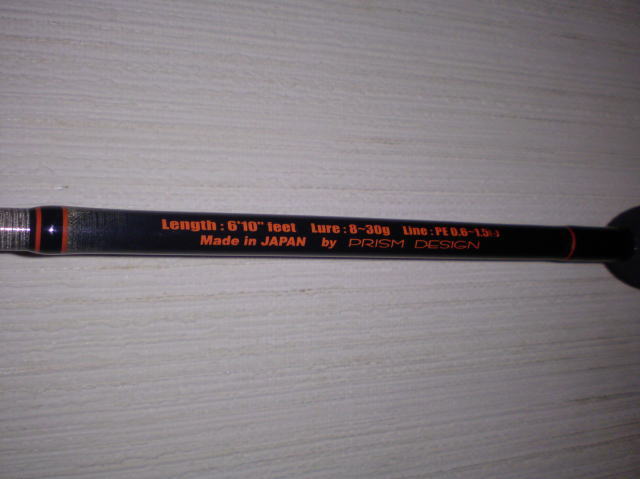 Length : 6'10" feet Lure : 8~30g Line : PE 0.6~1.5
Made in JAPAN by PRISM DESIGN